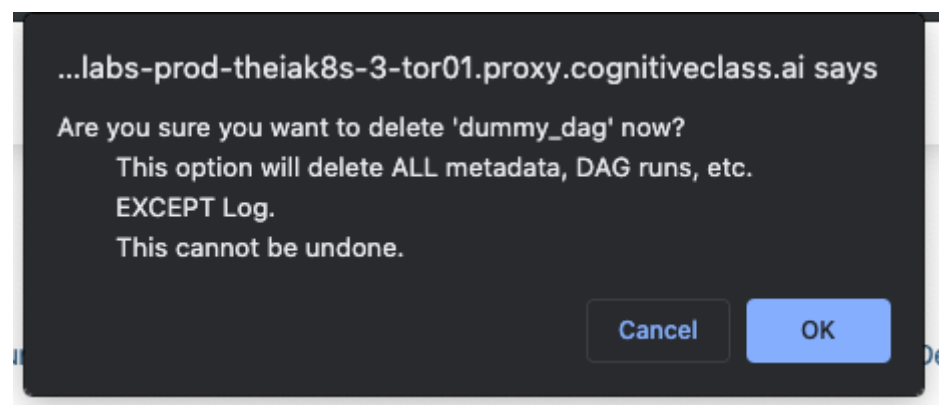 ...labs-prod-theiak8s-3-tor01.proxy.cognitiveclass.ai says
Are you sure you want to delete 'dummy_dag' now?
This option will delete ALL metadata, DAG runs, etc.
EXCEPT Log.
This cannot be undone.
Cancel OK